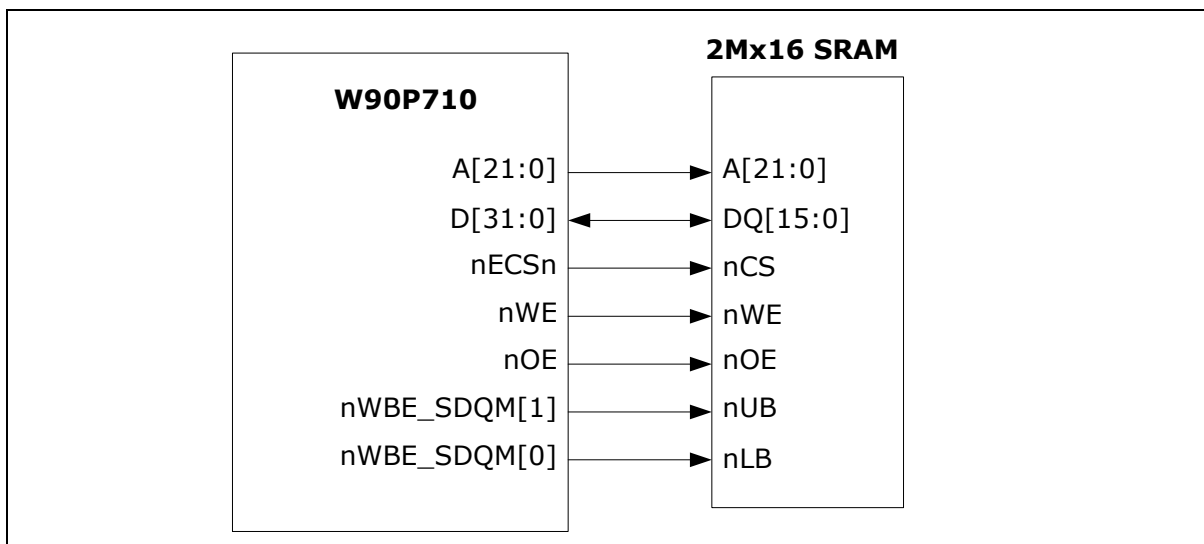 2Mx16 SRAM
W90P710
A[21:0] A[21:0]
D[31:0] DQ[15:0]
nECSn nCS
nWE nWE
nOE nOE
nWBE_SDQM[1] nUB
nWBE_SDQM[0] nLB